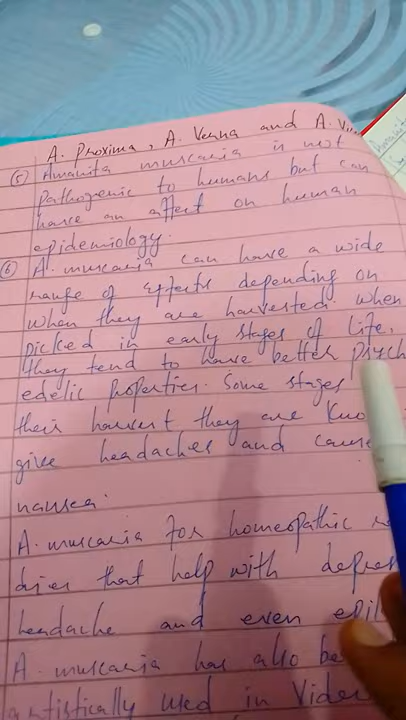 A. Proxima, A. Verna and A. Vi
(5) Amanita muscaria is not
pathogenic to humans but can
have an affect on human
epidemiology.
(6) A. muscaria can have a wide
range of effects depending on
when they are harvested. When
picked in early stages of life,
they tend to have better psych
edelic properties. Some stages
their harvest they are Kno
give headaches and cause
nausea.
A. muscaria for homeopathic
dies that help with depres
headache and even epil
A. muscaria has also be
artistically used in Vide